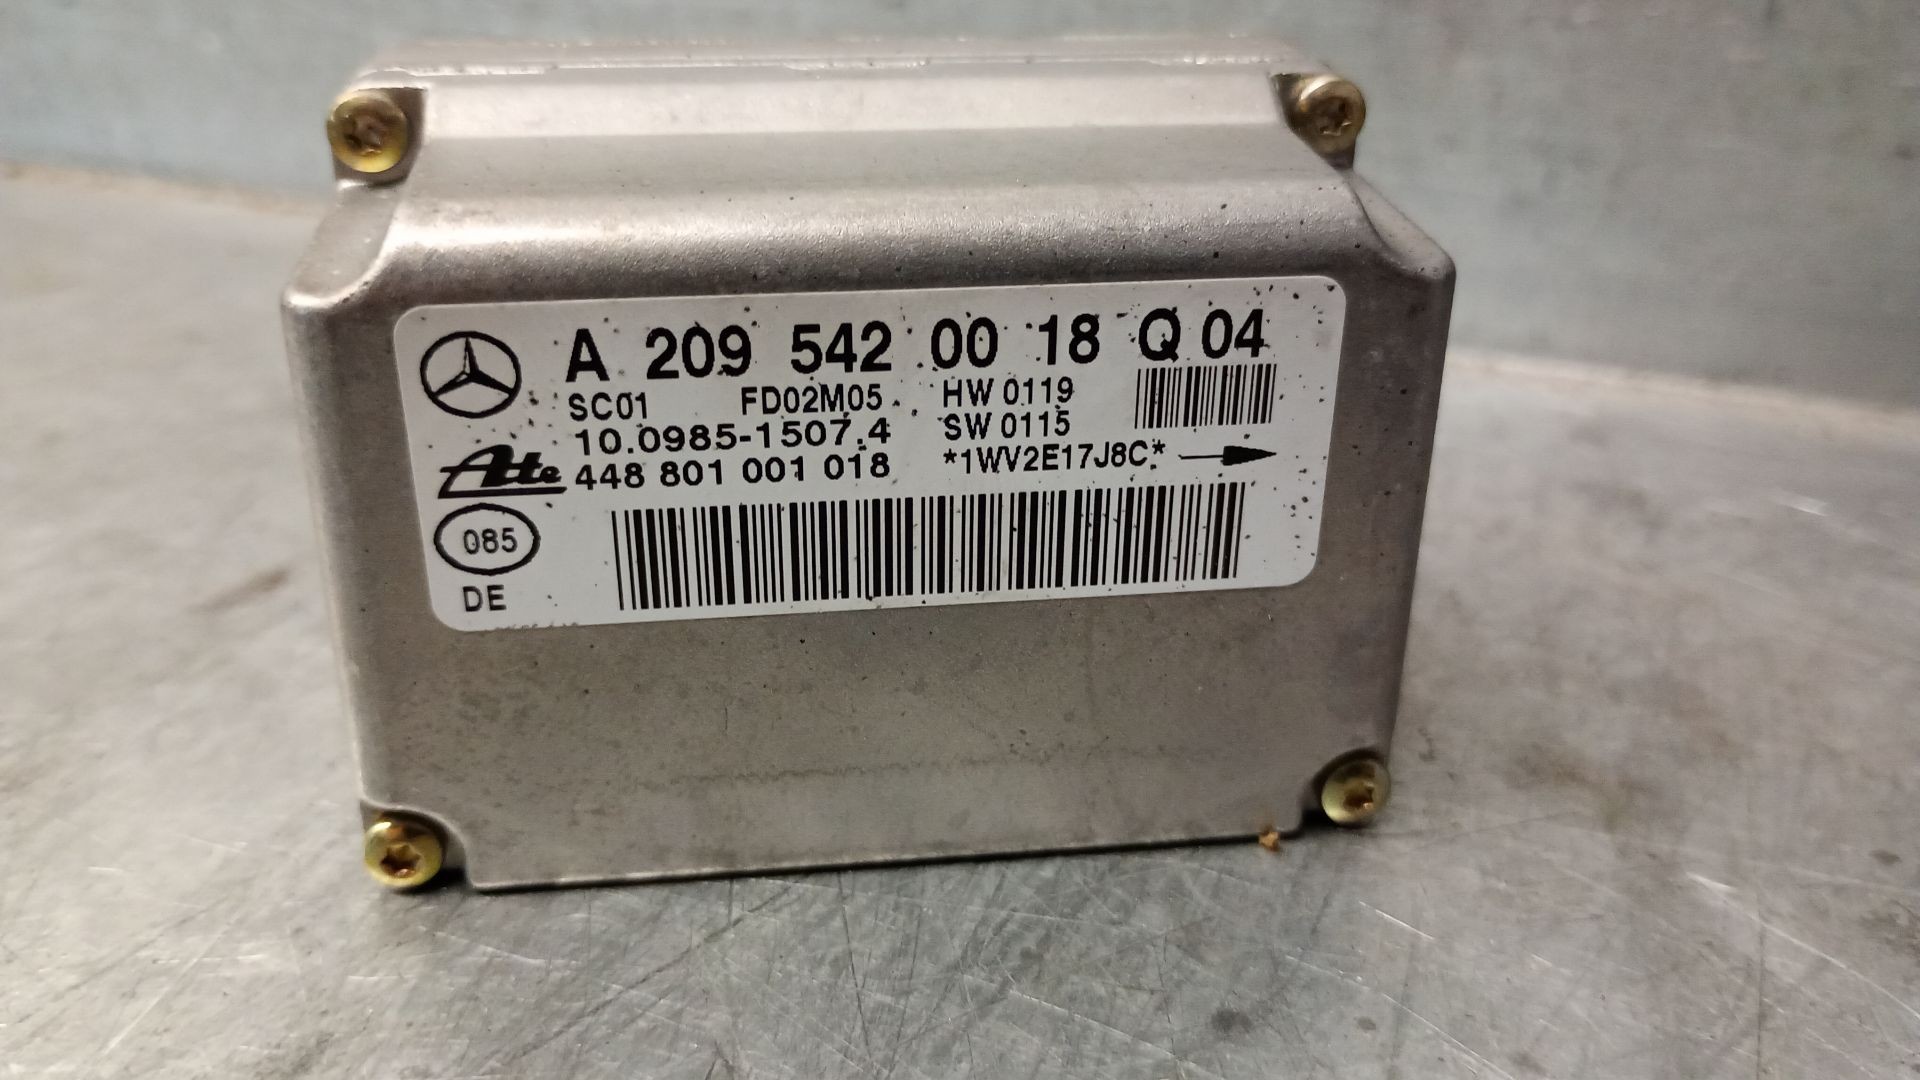 A 209 542 00 18 Q 04
SC01 FD02M05 HW 0119
10.0985-1507.4 SW 0115
Ate 448 801 001 018 *1WV2E17J8C*
085
DE